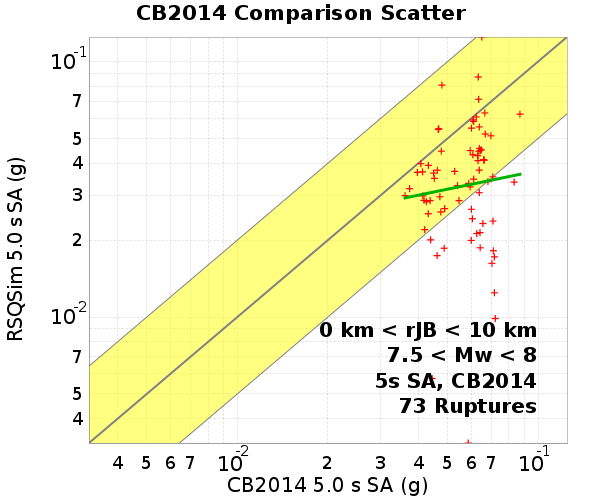 CB2014 Comparison Scatter
RSQSim 5.0 s SA (g)
10-1
7
5
4
3
2
10-2
7
5
4
0 km < rJB < 10 km
7.5 < Mw < 8
5s SA, CB2014
73 Ruptures
4 5 6 7 10-2 2 3 4 5 6 7 10-1
CB2014 5.0 s SA (g)